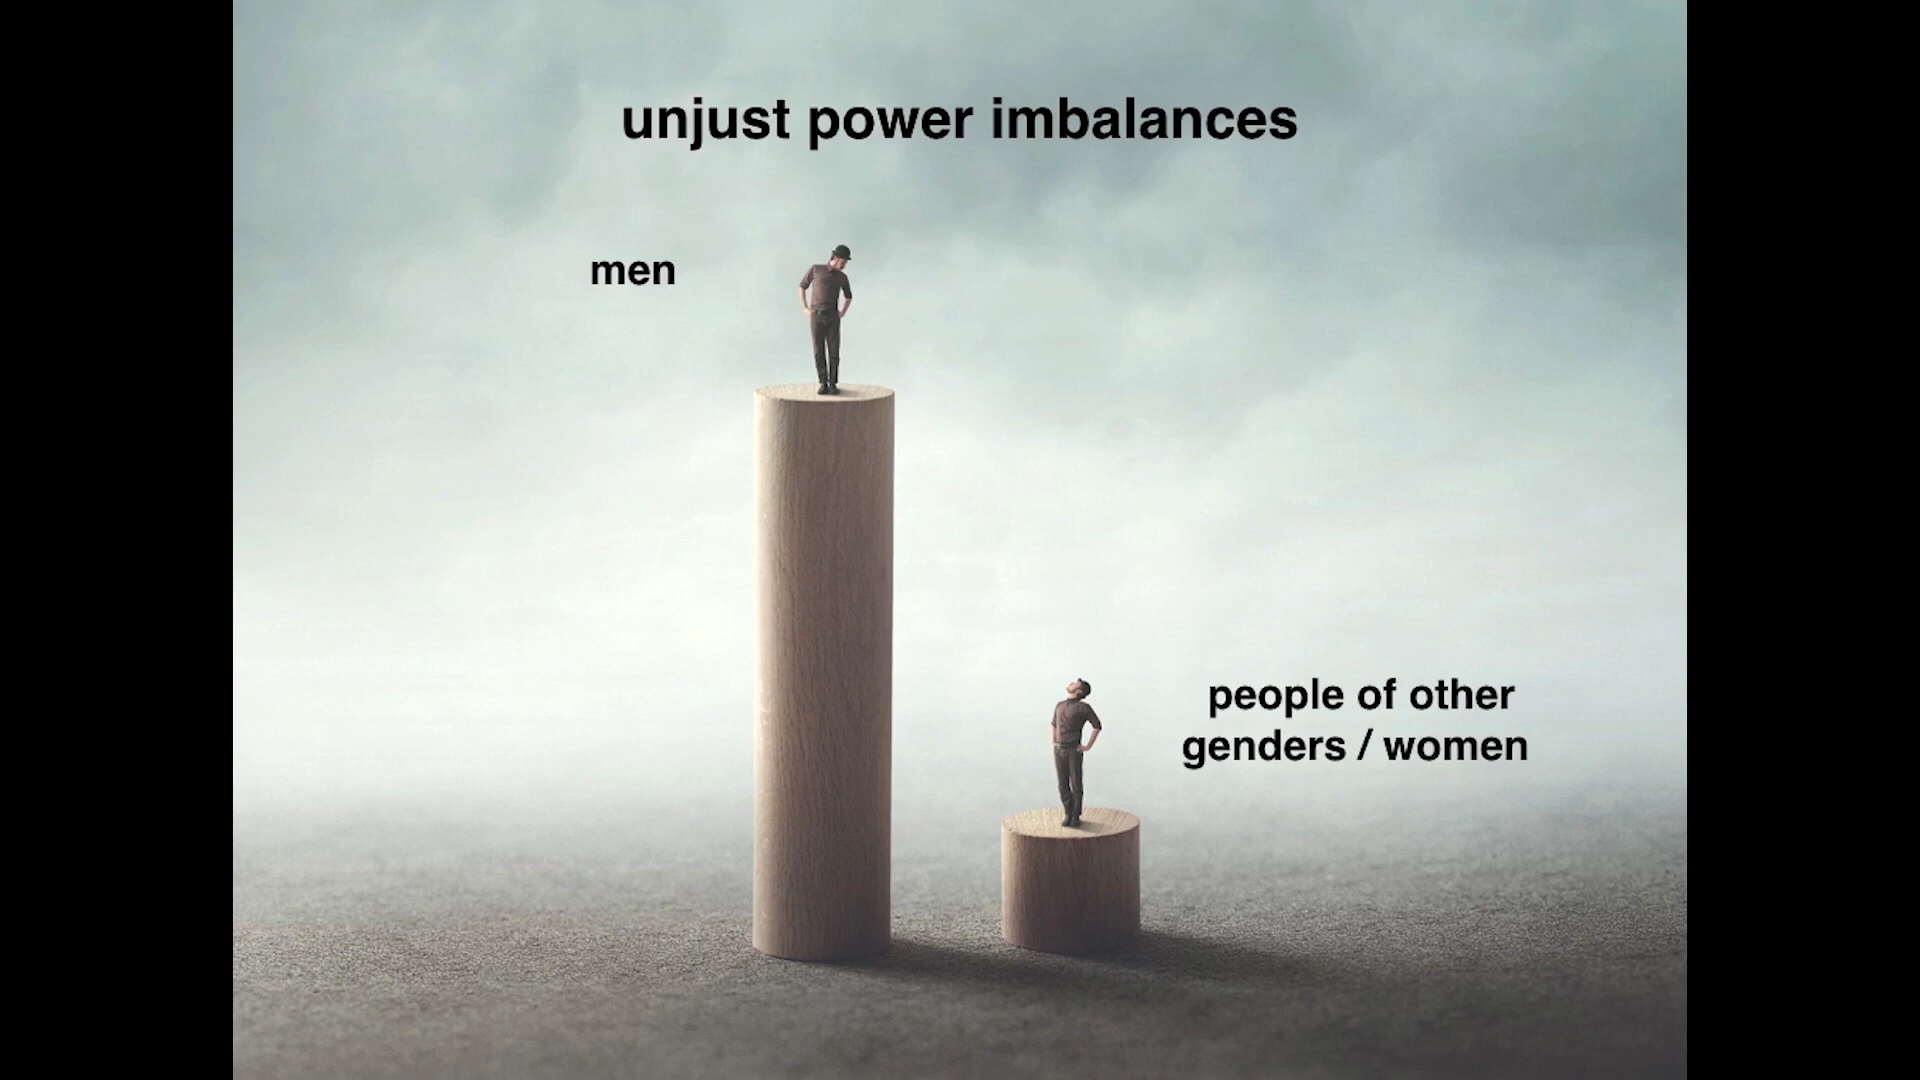 unjust power imbalances
men
people of other
genders / women